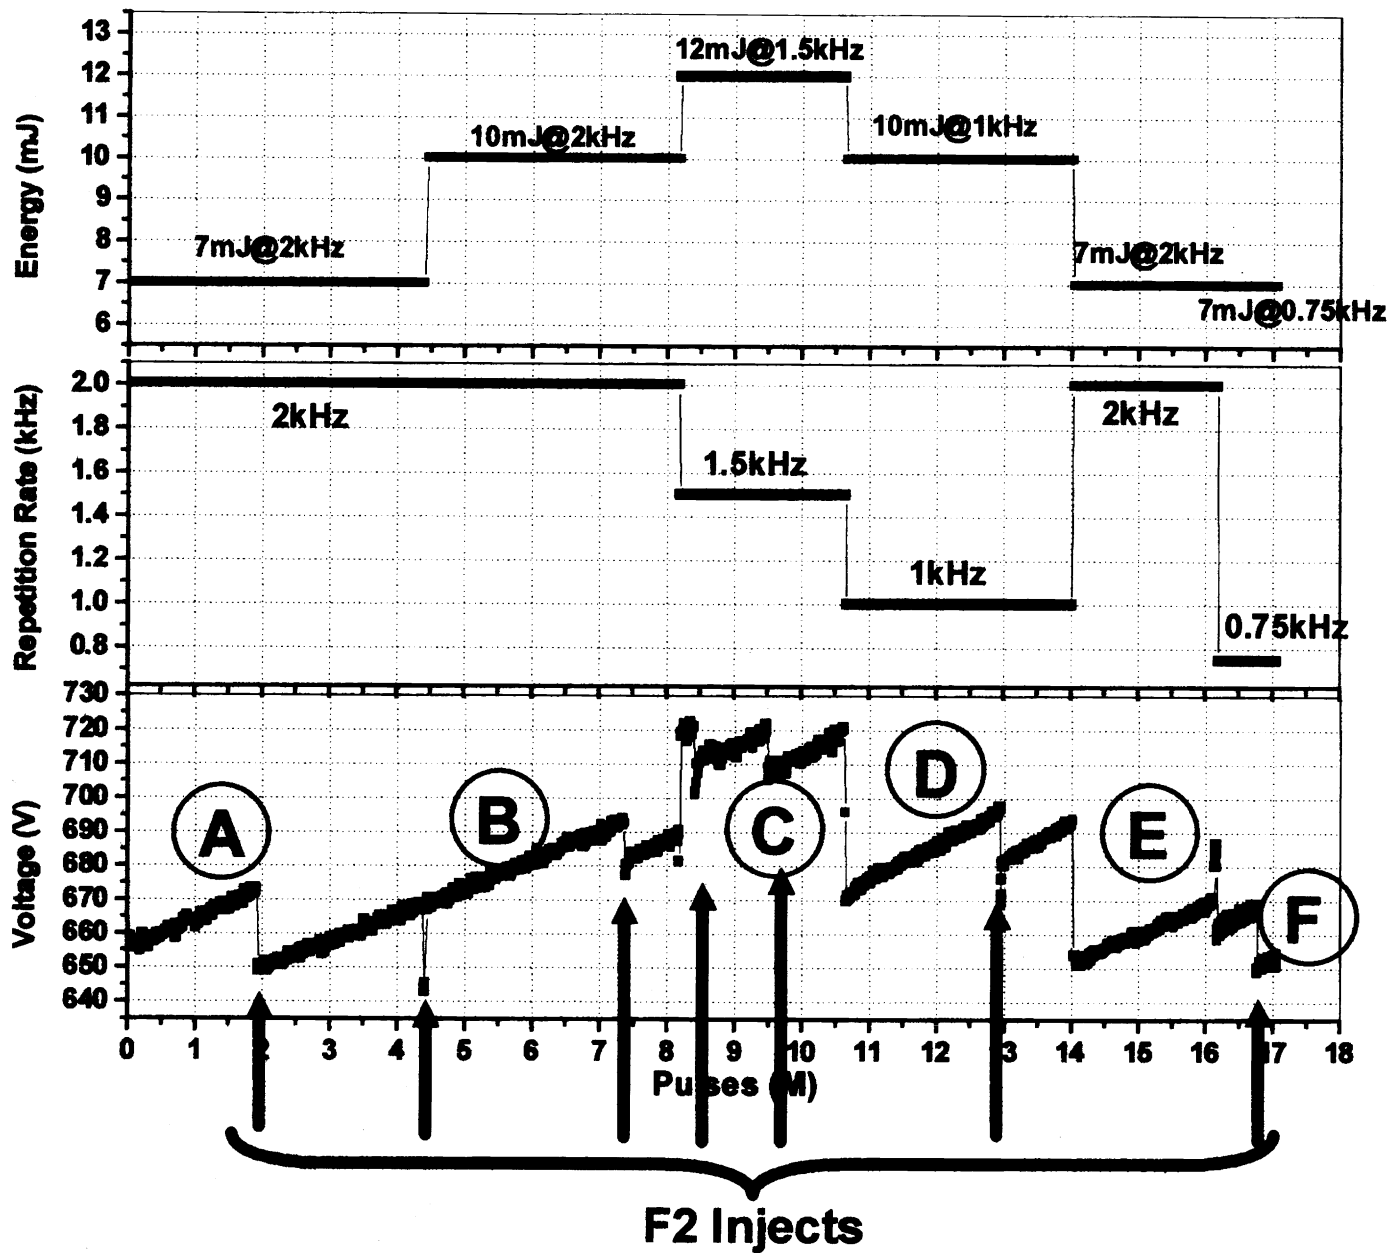 Energy (mJ)
13
12
11
10
9
8
7
6
7mJ@2kHz
10mJ@2kHz
12mJ@1.5kHz
10mJ@1kHz
7mJ@2kHz
7mJ@0.75kHz
Repetition Rate (kHz)
2.0
1.8
1.6
1.4
1.2
1.0
0.8
2kHz
1.5kHz
1kHz
2kHz
0.75kHz
Voltage (V)
730
720
710
700
690
680
670
660
650
640
A
B
C
D
E
F
0 1 2 3 4 5 6 7 8 9 10 11 12 13 14 15 16 17 18
Pulses (M)
F2 Injects